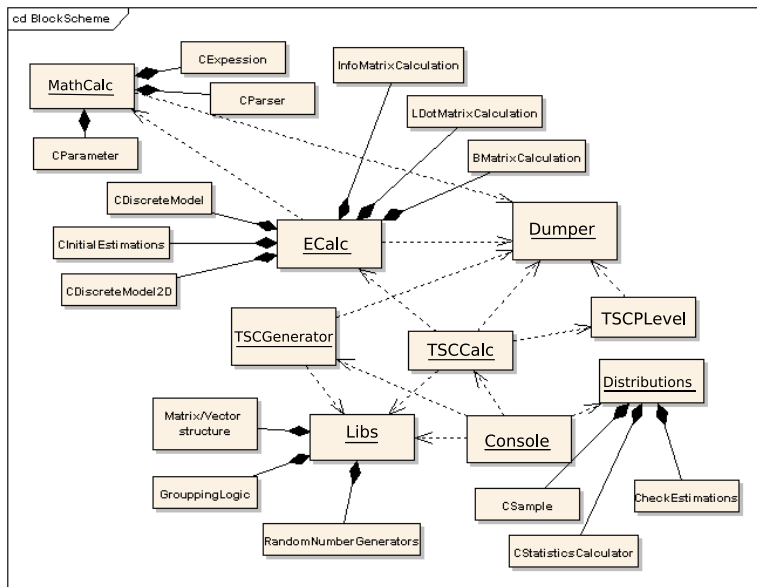 cd BlockScheme
CExpession
InfoMatrixCalculation
MathCalc
CParser
LDotMatrixCalculation
CParameter
BMatrixCalculation
CDiscreteModel
Dumper
CInitialEstimations
ECalc
CDiscreteModel2D
TSCGenerator
TSCCalc
TSCPLevel
Distributions
Matrix/Vector
structure
Libs
Console
GrouppingLogic
CSample
CheckEstimations
RandomNumberGenerators
CStatisticsCalculator